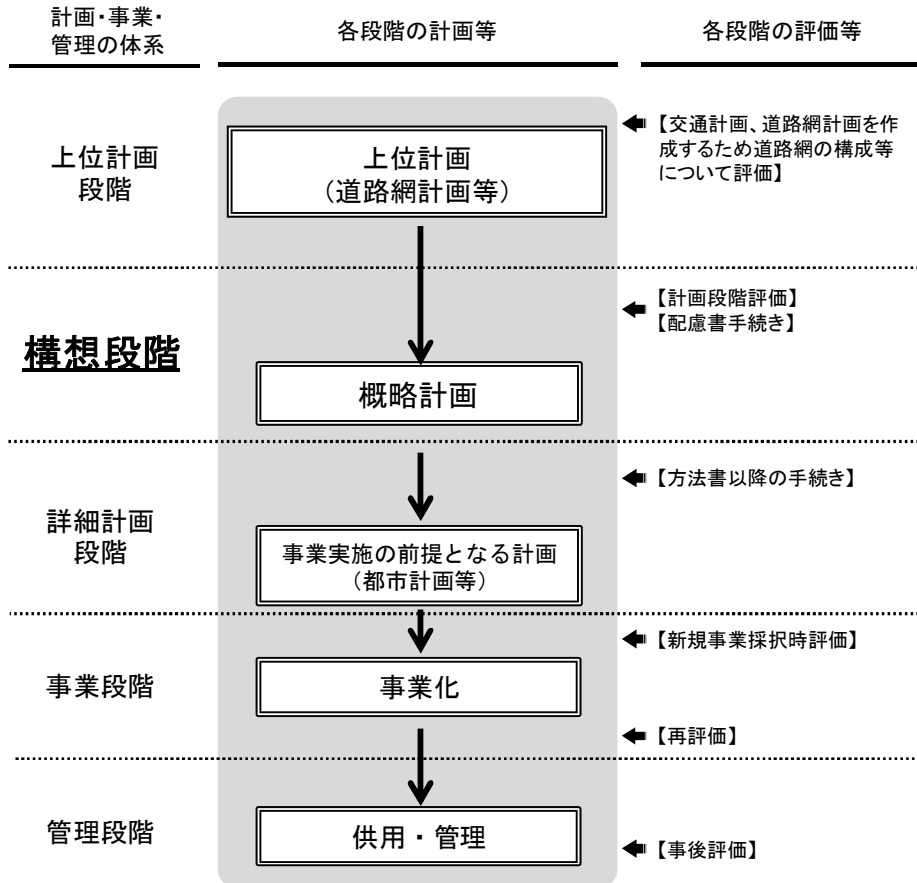 計画・事業・
管理の体系
各段階の計画等
各段階の評価等
上位計画
段階
上位計画
（道路網計画等）
【交通計画、道路網計画を作
成するため道路網の構成等
について評価】
構想段階
【計画段階評価】
【配慮書手続き】
概略計画
詳細計画
段階
【方法書以降の手続き】
事業実施の前提となる計画
（都市計画等）
事業段階
【新規事業採択時評価】
事業化
【再評価】
管理段階
供用・管理
【事後評価】